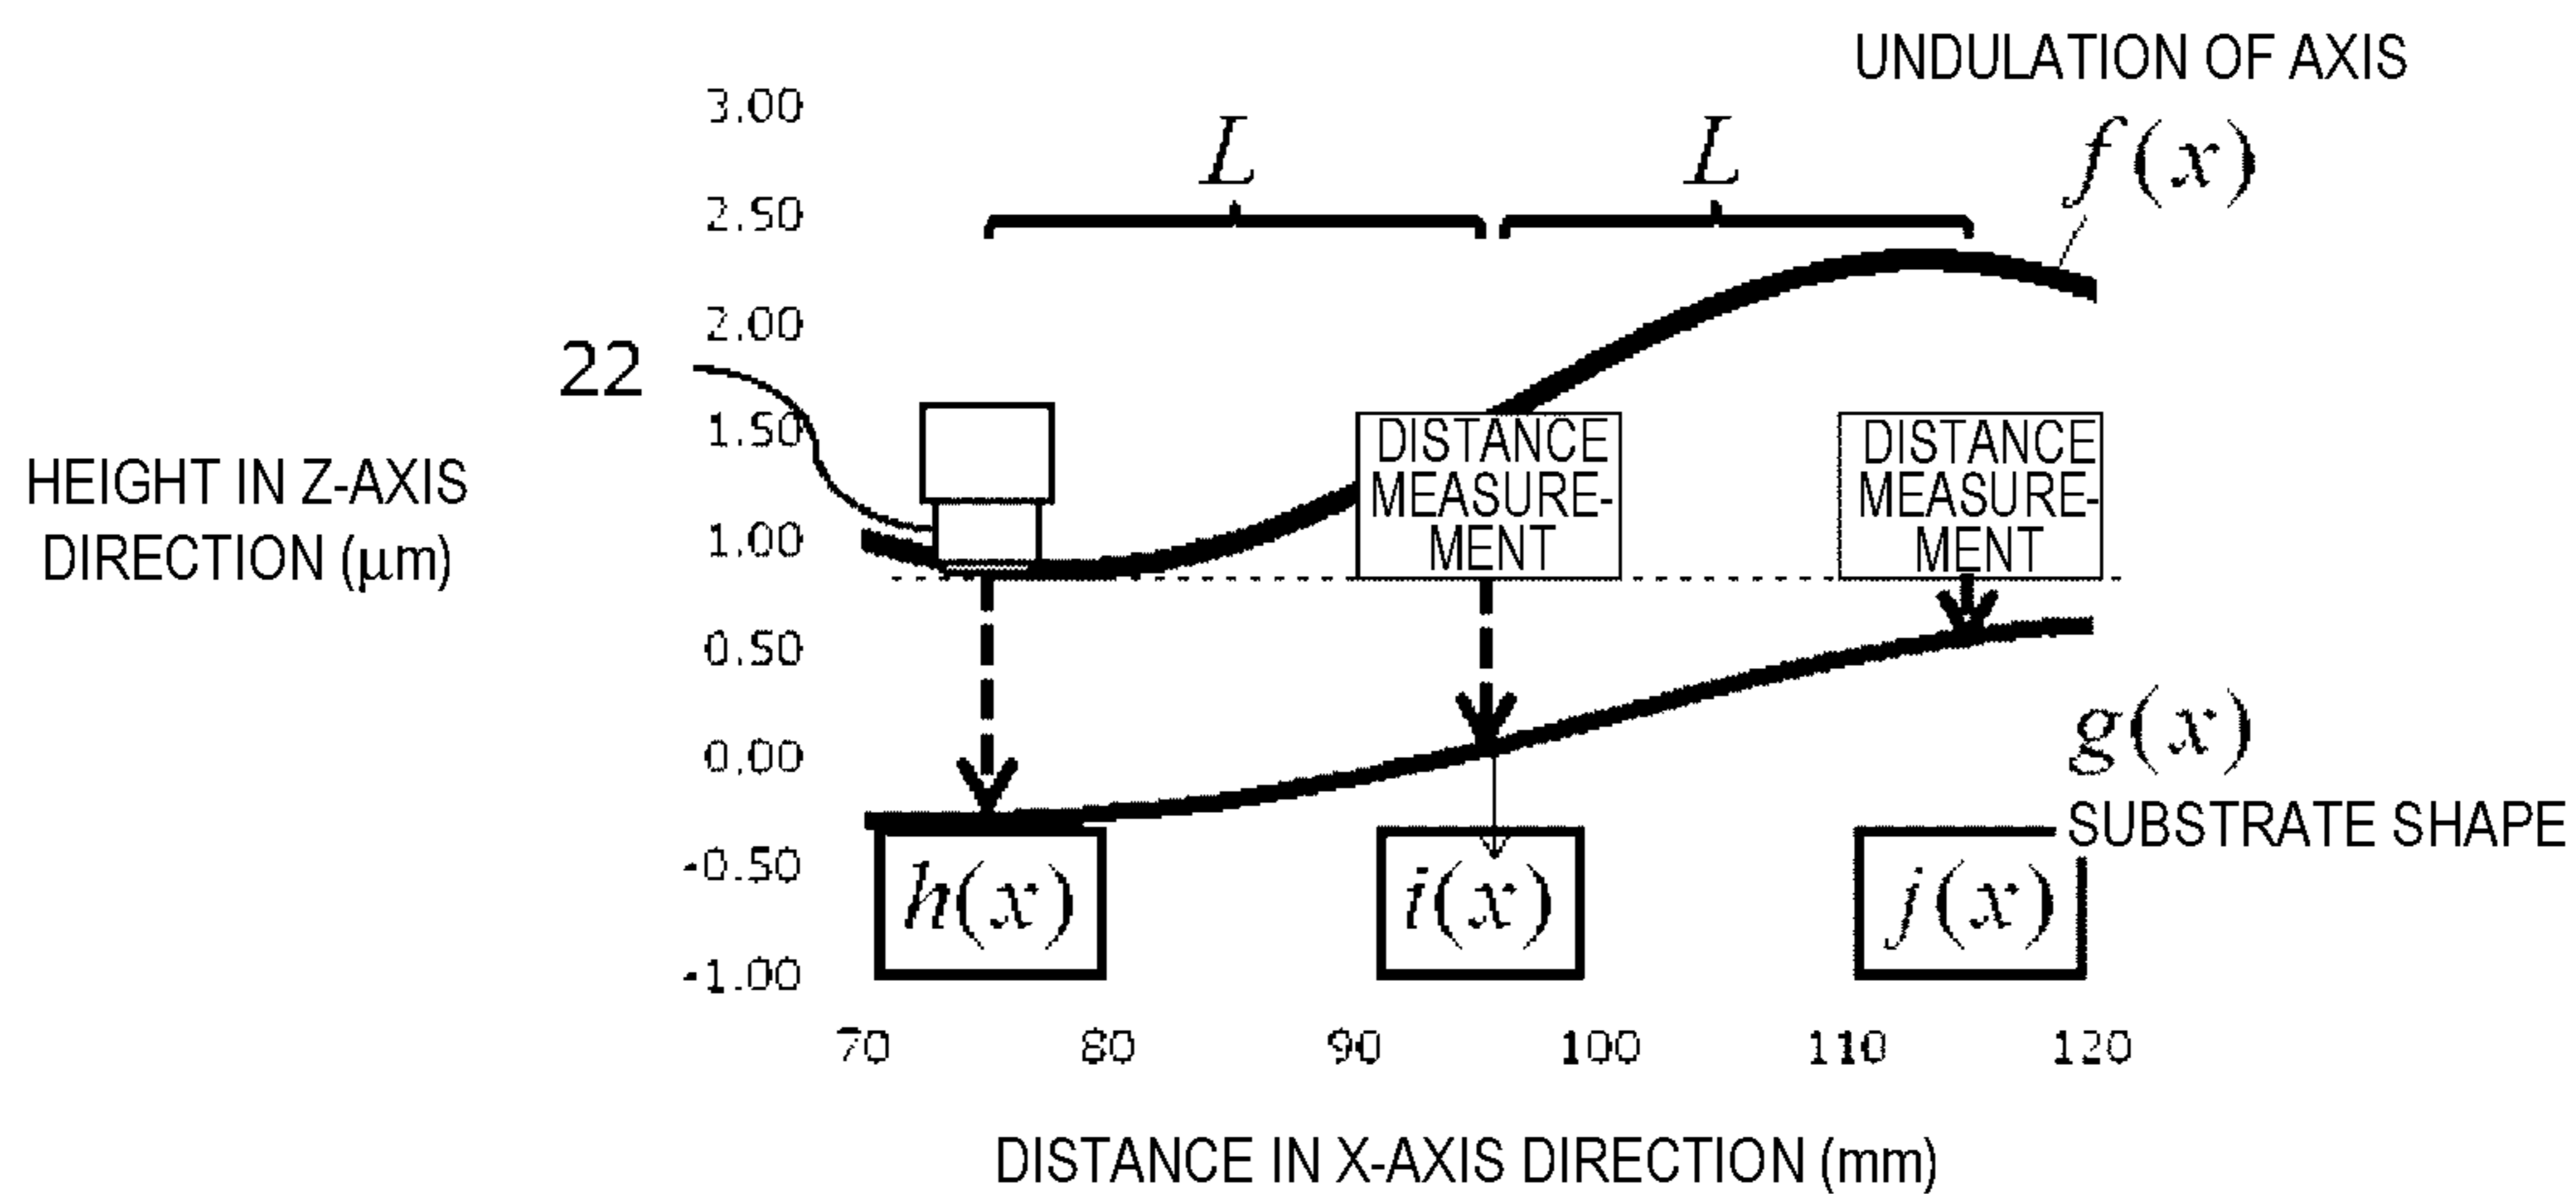 UNDULATION OF AXIS
f(x)
3.00
L
L
2.50
2.00
22
1.50
DISTANCE
MEASURE-
MENT
DISTANCE
MEASURE-
MENT
HEIGHT IN Z-AXIS
DIRECTION (μm)
1.00
0.50
0.00
g(x)
SUBSTRATE SHAPE
-0.50
h(x)
i(x)
j(x)
-1.00
70 80 90 100 110 120
DISTANCE IN X-AXIS DIRECTION (mm)